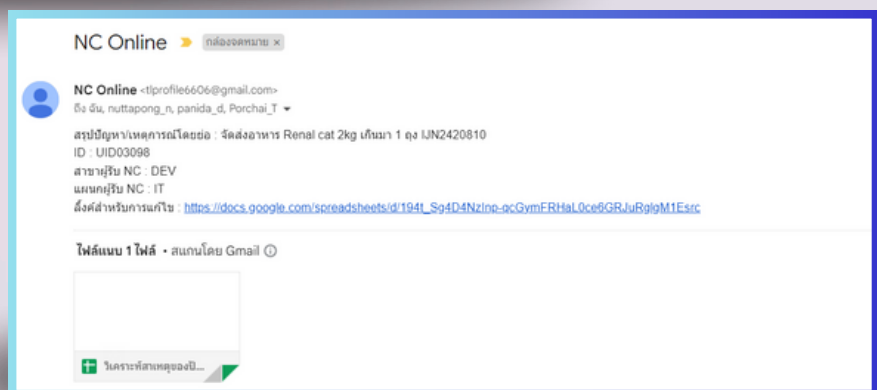 NC Online กล่องจดหมาย ×
NC Online <tlprofile6606@gmail.com>
ถึง ฉัน, nuttapong_n, panida_d, Porchai_T
สรุปปัญหา/เหตุการณ์โดยย่อ : จัดส่งอาหาร Renal cat 2kg เกินมา 1 ถุง IJN2420810
ID : UID03098
สาขาผู้รับ NC : DEV
แผนกผู้รับ NC : IT
ลิ้งค์สำหรับการแก้ไข : https://docs.google.com/spreadsheets/d/194t_Sg4D4NzInp-qcGymFRHaL0ce6GRJuRglgM1Esrc
ไฟล์แนบ 1 ไฟล์ • สแกนโดย Gmail
วิเคราะห์สาเหตุของปั...